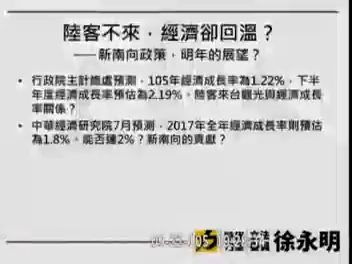 陸客不來，經濟卻回溫？
——新南向政策，明年的展望？
• 行政院主計總處預測，105年經濟成長率為1.22%，下半
年度經濟成長率預估為2.19%。陸客來台觀光與經濟成長
率關係？
• 中華經濟研究院7月預測，2017年全年經濟成長率則預估
為1.8%。能否達2%？新南向的貢獻？
徐永明